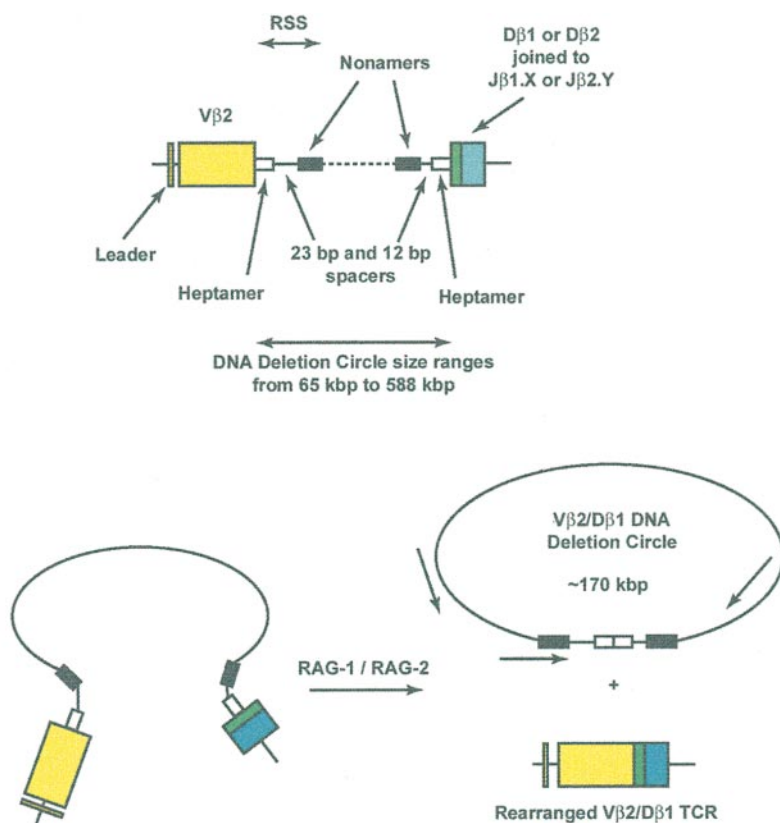 RSS
Dβ1 or Dβ2
joined to
Jβ1.X or Jβ2.Y
Nonamers
Vβ2
Leader
23 bp and 12 bp
spacers
Heptamer
Heptamer
DNA Deletion Circle size ranges
from 65 kbp to 588 kbp
Vβ2/Dβ1 DNA
Deletion Circle
~170 kbp
RAG-1 / RAG-2
+
Rearranged Vβ2/Dβ1 TCR